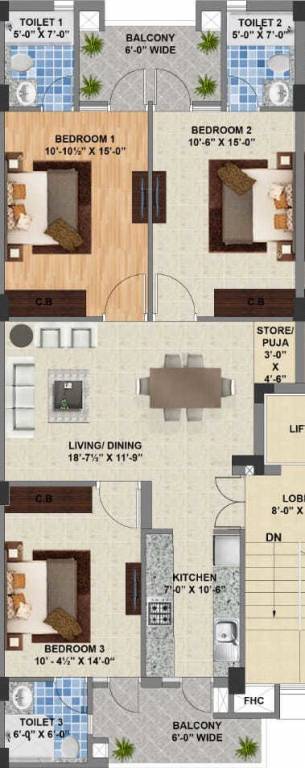 TOILET 1
5'-0" X 7'-0"
BALCONY
6'-0" WIDE
TOILET 2
5'-0" X 7'-0"
BEDROOM 1
10'-10½" X 15'-0"
BEDROOM 2
10'-6" X 15'-0"
C.B
C.B
STORE/
PUJA
3'-0"
X
4'-6"
LIF
LIVING/ DINING
18'-7½" X 11'-9"
C.B
LOB
8'-0" X
DN
KITCHEN
7'-0" X 10'-6"
BEDROOM 3
10' - 4½" X 14'-0"
FHC
TOILET 3
6'-0" X 6'-0"
BALCONY
6'-0" WIDE